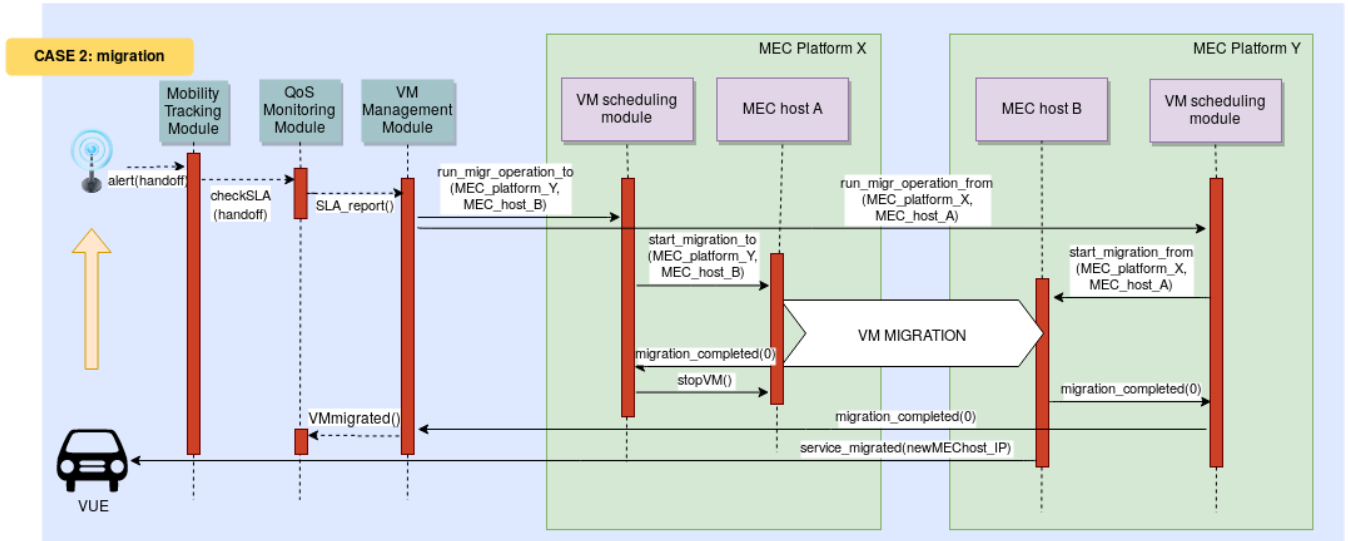 CASE 2: migration
MEC Platform X
MEC Platform Y
Mobility
Tracking
Module
QoS
Monitoring
Module
VM
Management
Module
VM scheduling
module
MEC host A
MEC host B
VM scheduling
module
alert(handoff)
checkSLA
(handoff)
SLA_report()
run_migr_operation_to
(MEC_platform_Y,
MEC_host_B)
run_migr_operation_from
(MEC_platform_X,
MEC_host_A)
start_migration_to
(MEC_platform_Y,
MEC_host_B)
start_migration_from
(MEC_platform_X,
MEC_host_A)
VM MIGRATION
migration_completed(0)
stopVM()
migration_completed(0)
migration_completed(0)
VMmigrated()
service_migrated(newMEChost_IP)
VUE